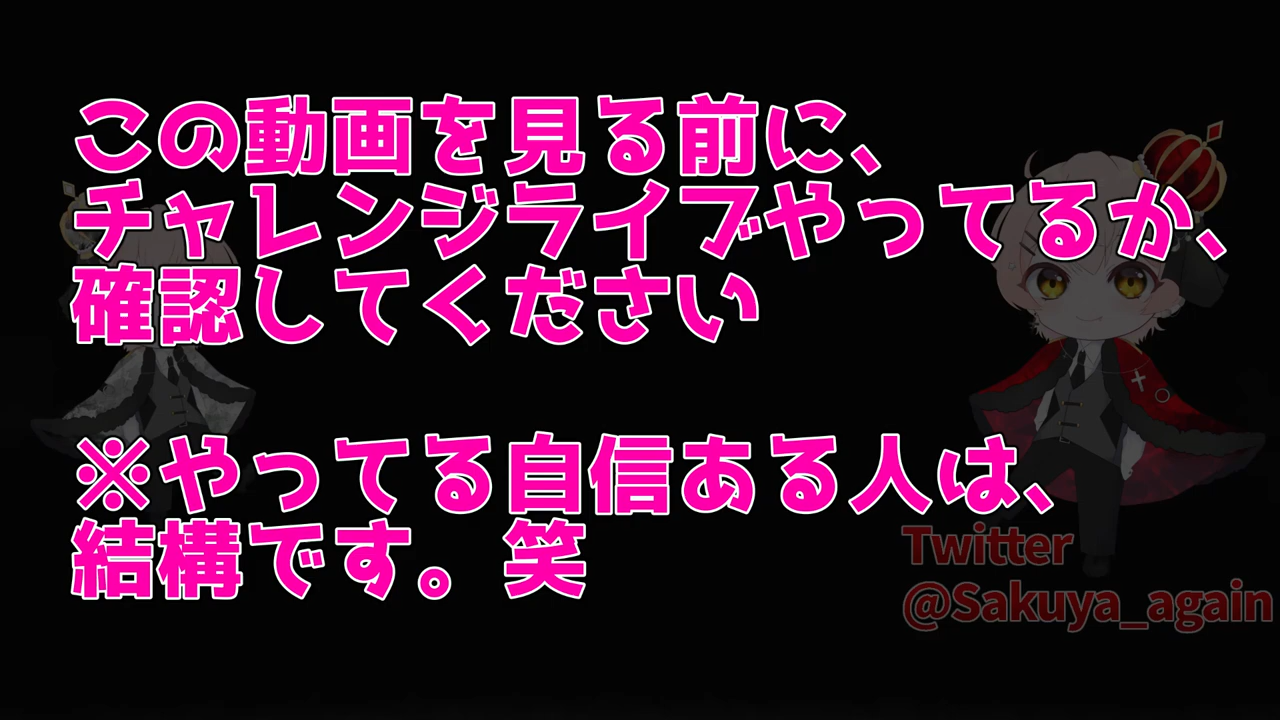 この動画を見る前に、
チャレンジライブやってるか、
確認してください
※やってる自信ある人は、
結構です。笑
Twitter
@Sakuya_again